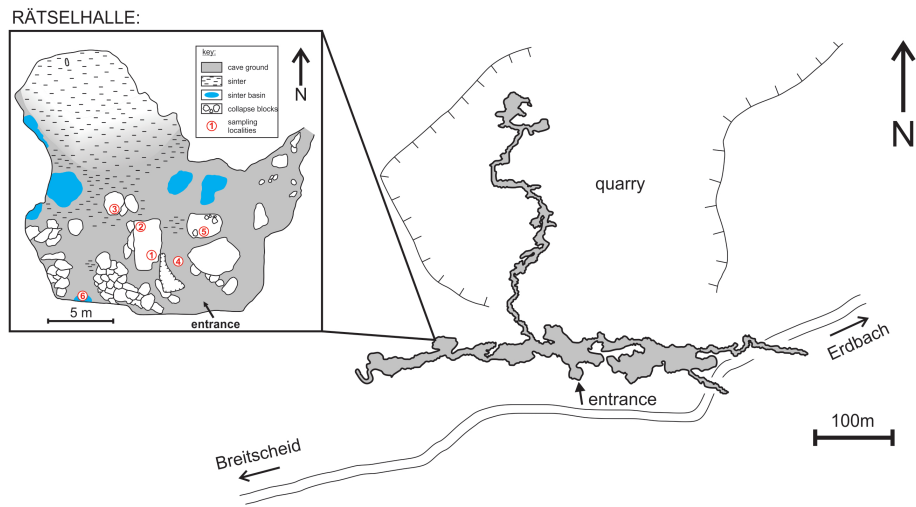 RÄTSELHALLE:
key:
cave ground
sinter
sinter basin
collapse blocks
1 sampling
localities
N
3
2
5
1
4
6
5 m
entrance
quarry
N
Erdbach
entrance
100m
Breitscheid